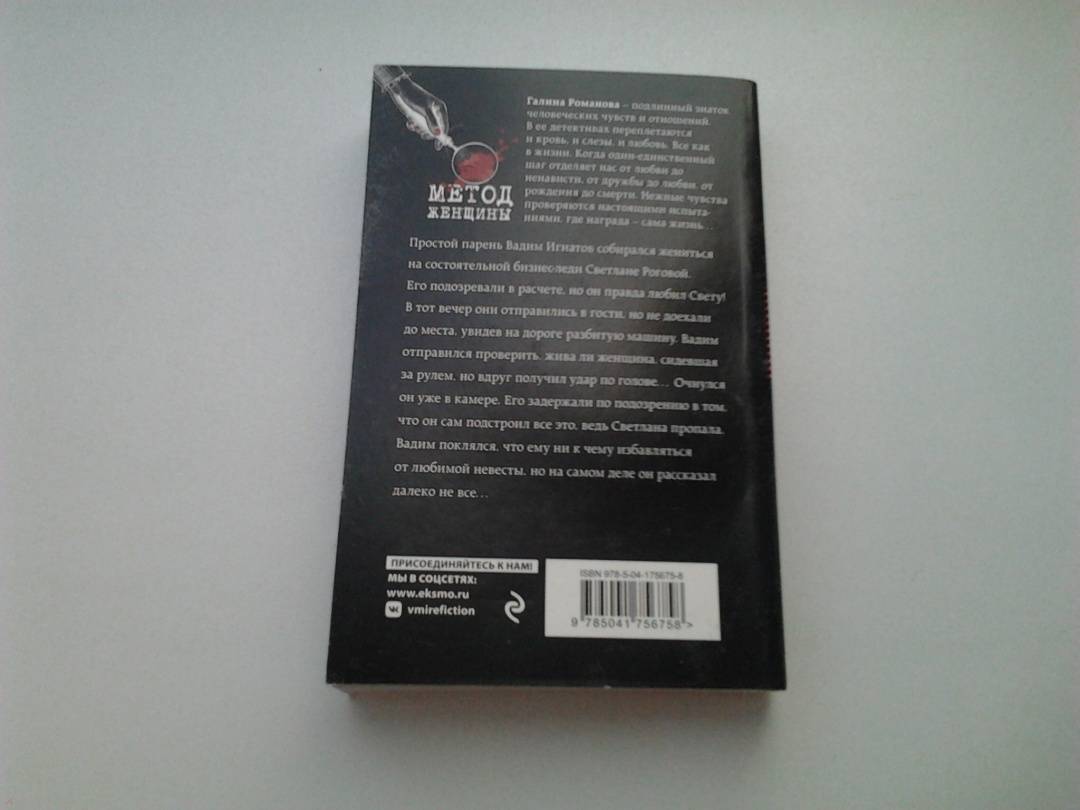 Галина Романова – подлинный знаток
человеческих чувств и отношений.
В ее детективах переплетаются
и кровь, и слезы, и любовь. Все как
в жизни. Когда один-единственный
шаг отделяет нас от любви до
ненависти, от дружбы до любви, от
рождения до смерти. Нежные чувства
проверяются настоящими испыта-
ниями, где награда – сама жизнь...
МЕТОД
ЖЕНЩИНЫ
Простой парень Вадим Игнатов собирался жениться
на состоятельной бизнес-леди Светлане Роговой.
Его подозревали в расчете, но он правда любил Свету!
В тот вечер они отправились в гости, но не доехали
до места, увидев на дороге разбитую машину. Вадим
отправился проверить, жива ли женщина, сидевшая
за рулем, но вдруг получил удар по голове... Очнулся
он уже в камере. Его задержали по подозрению в том,
что он сам подстроил все это, ведь Светлана пропала.
Вадим поклялся, что ему ни к чему избавляться
от любимой невесты, но на самом деле он рассказал
далеко не все...
ПРИСОЕДИНЯЙТЕСЬ К НАМ!
МЫ В СОЦСЕТЯХ:
www.eksmo.ru
vmirefiction
ISBN 978-5-04-175675-8
9 785041 756758 >